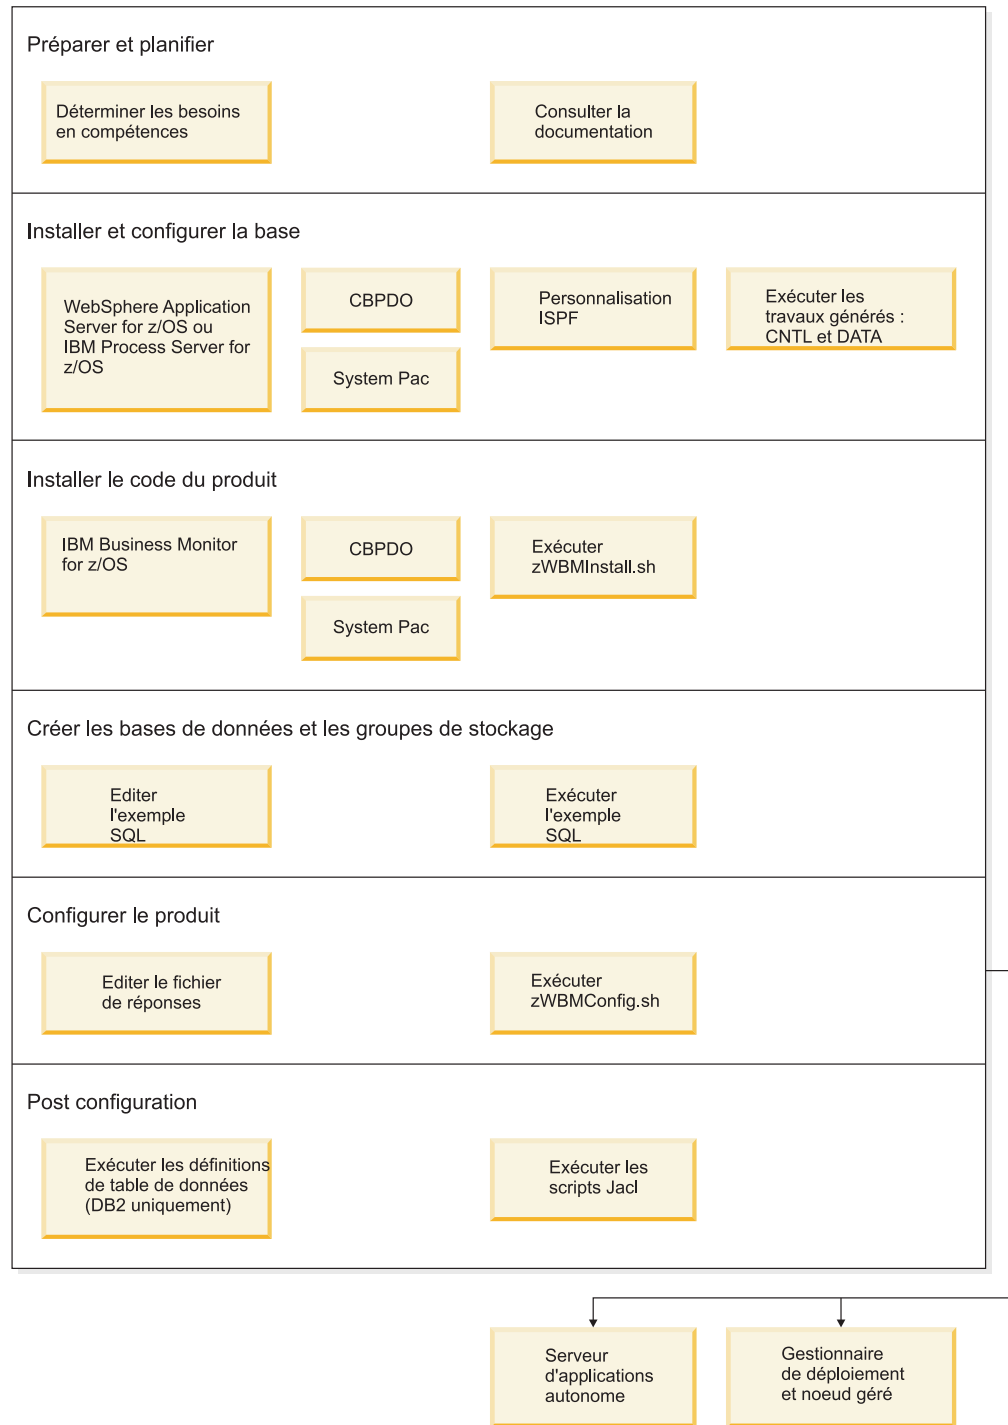 Préparer et planifier
Déterminer les besoins
en compétences
Consulter la
documentation
Installer et configurer la base
WebSphere Application
Server for z/OS ou
IBM Process Server for
z/OS
CBPDO
System Pac
Personnalisation
ISPF
Exécuter les
travaux générés :
CNTL et DATA
Installer le code du produit
IBM Business Monitor
for z/OS
CBPDO
System Pac
Exécuter
zWBMInstall.sh
Créer les bases de données et les groupes de stockage
Editer
l'exemple
SQL
Exécuter
l'exemple
SQL
Configurer le produit
Editer le fichier
de réponses
Exécuter
zWBMConfig.sh
Post configuration
Exécuter les définitions
de table de données
(DB2 uniquement)
Exécuter les
scripts Jacl
Serveur
d'applications
autonome
Gestionnaire
de déploiement
et noeud géré